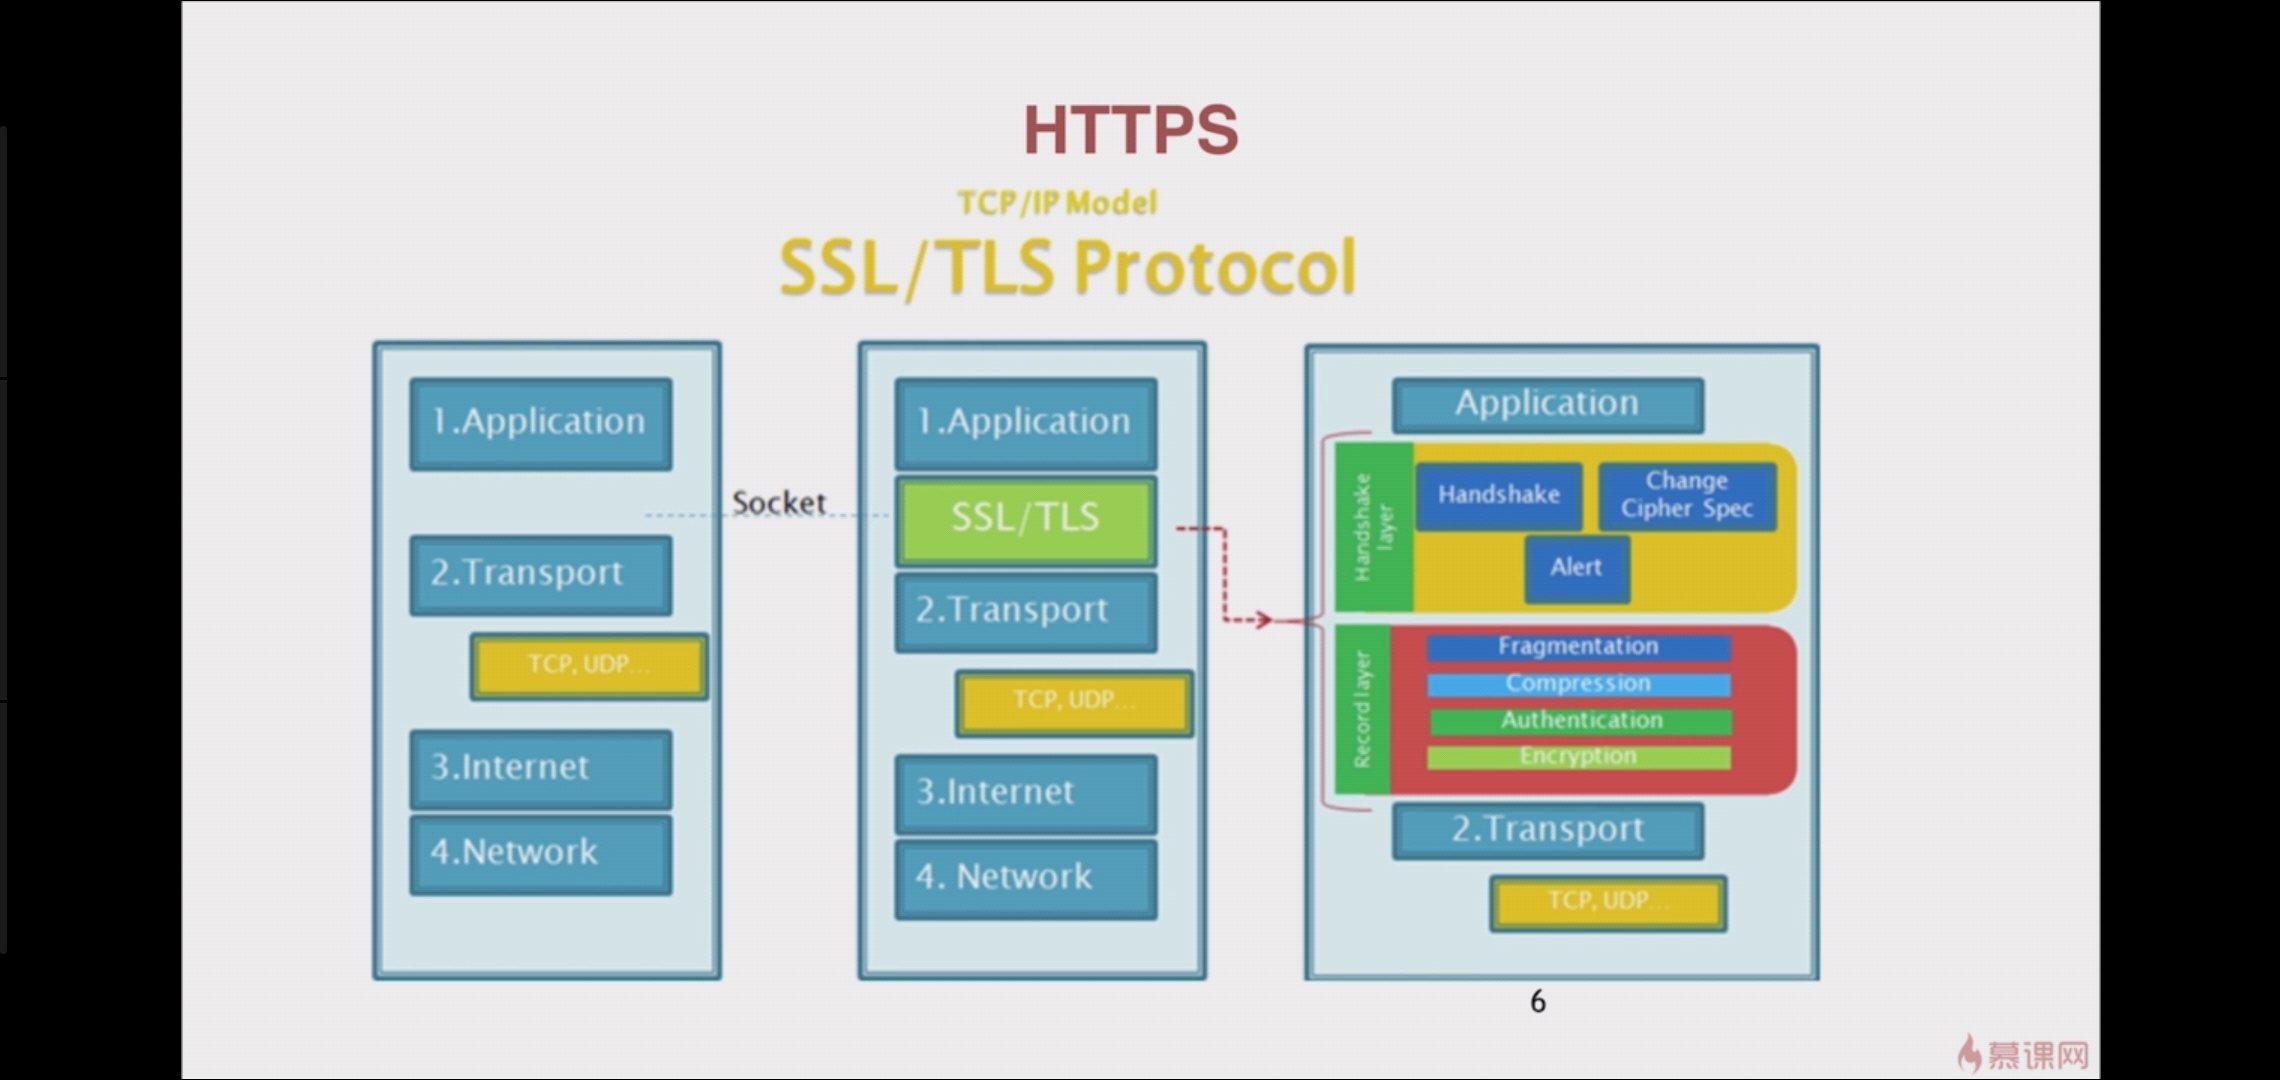 HTTPS
TCP/IP Model
SSL/TLS Protocol
1.Application
2.Transport
TCP, UDP...
3.Internet
4.Network
Socket
1.Application
SSL/TLS
2.Transport
TCP, UDP...
3.Internet
4. Network
Application
Handshake
layer
Handshake
Change
Cipher Spec
Alert
Record layer
Fragmentation
Compression
Authentication
Encryption
2.Transport
TCP, UDP...
6
慕课网